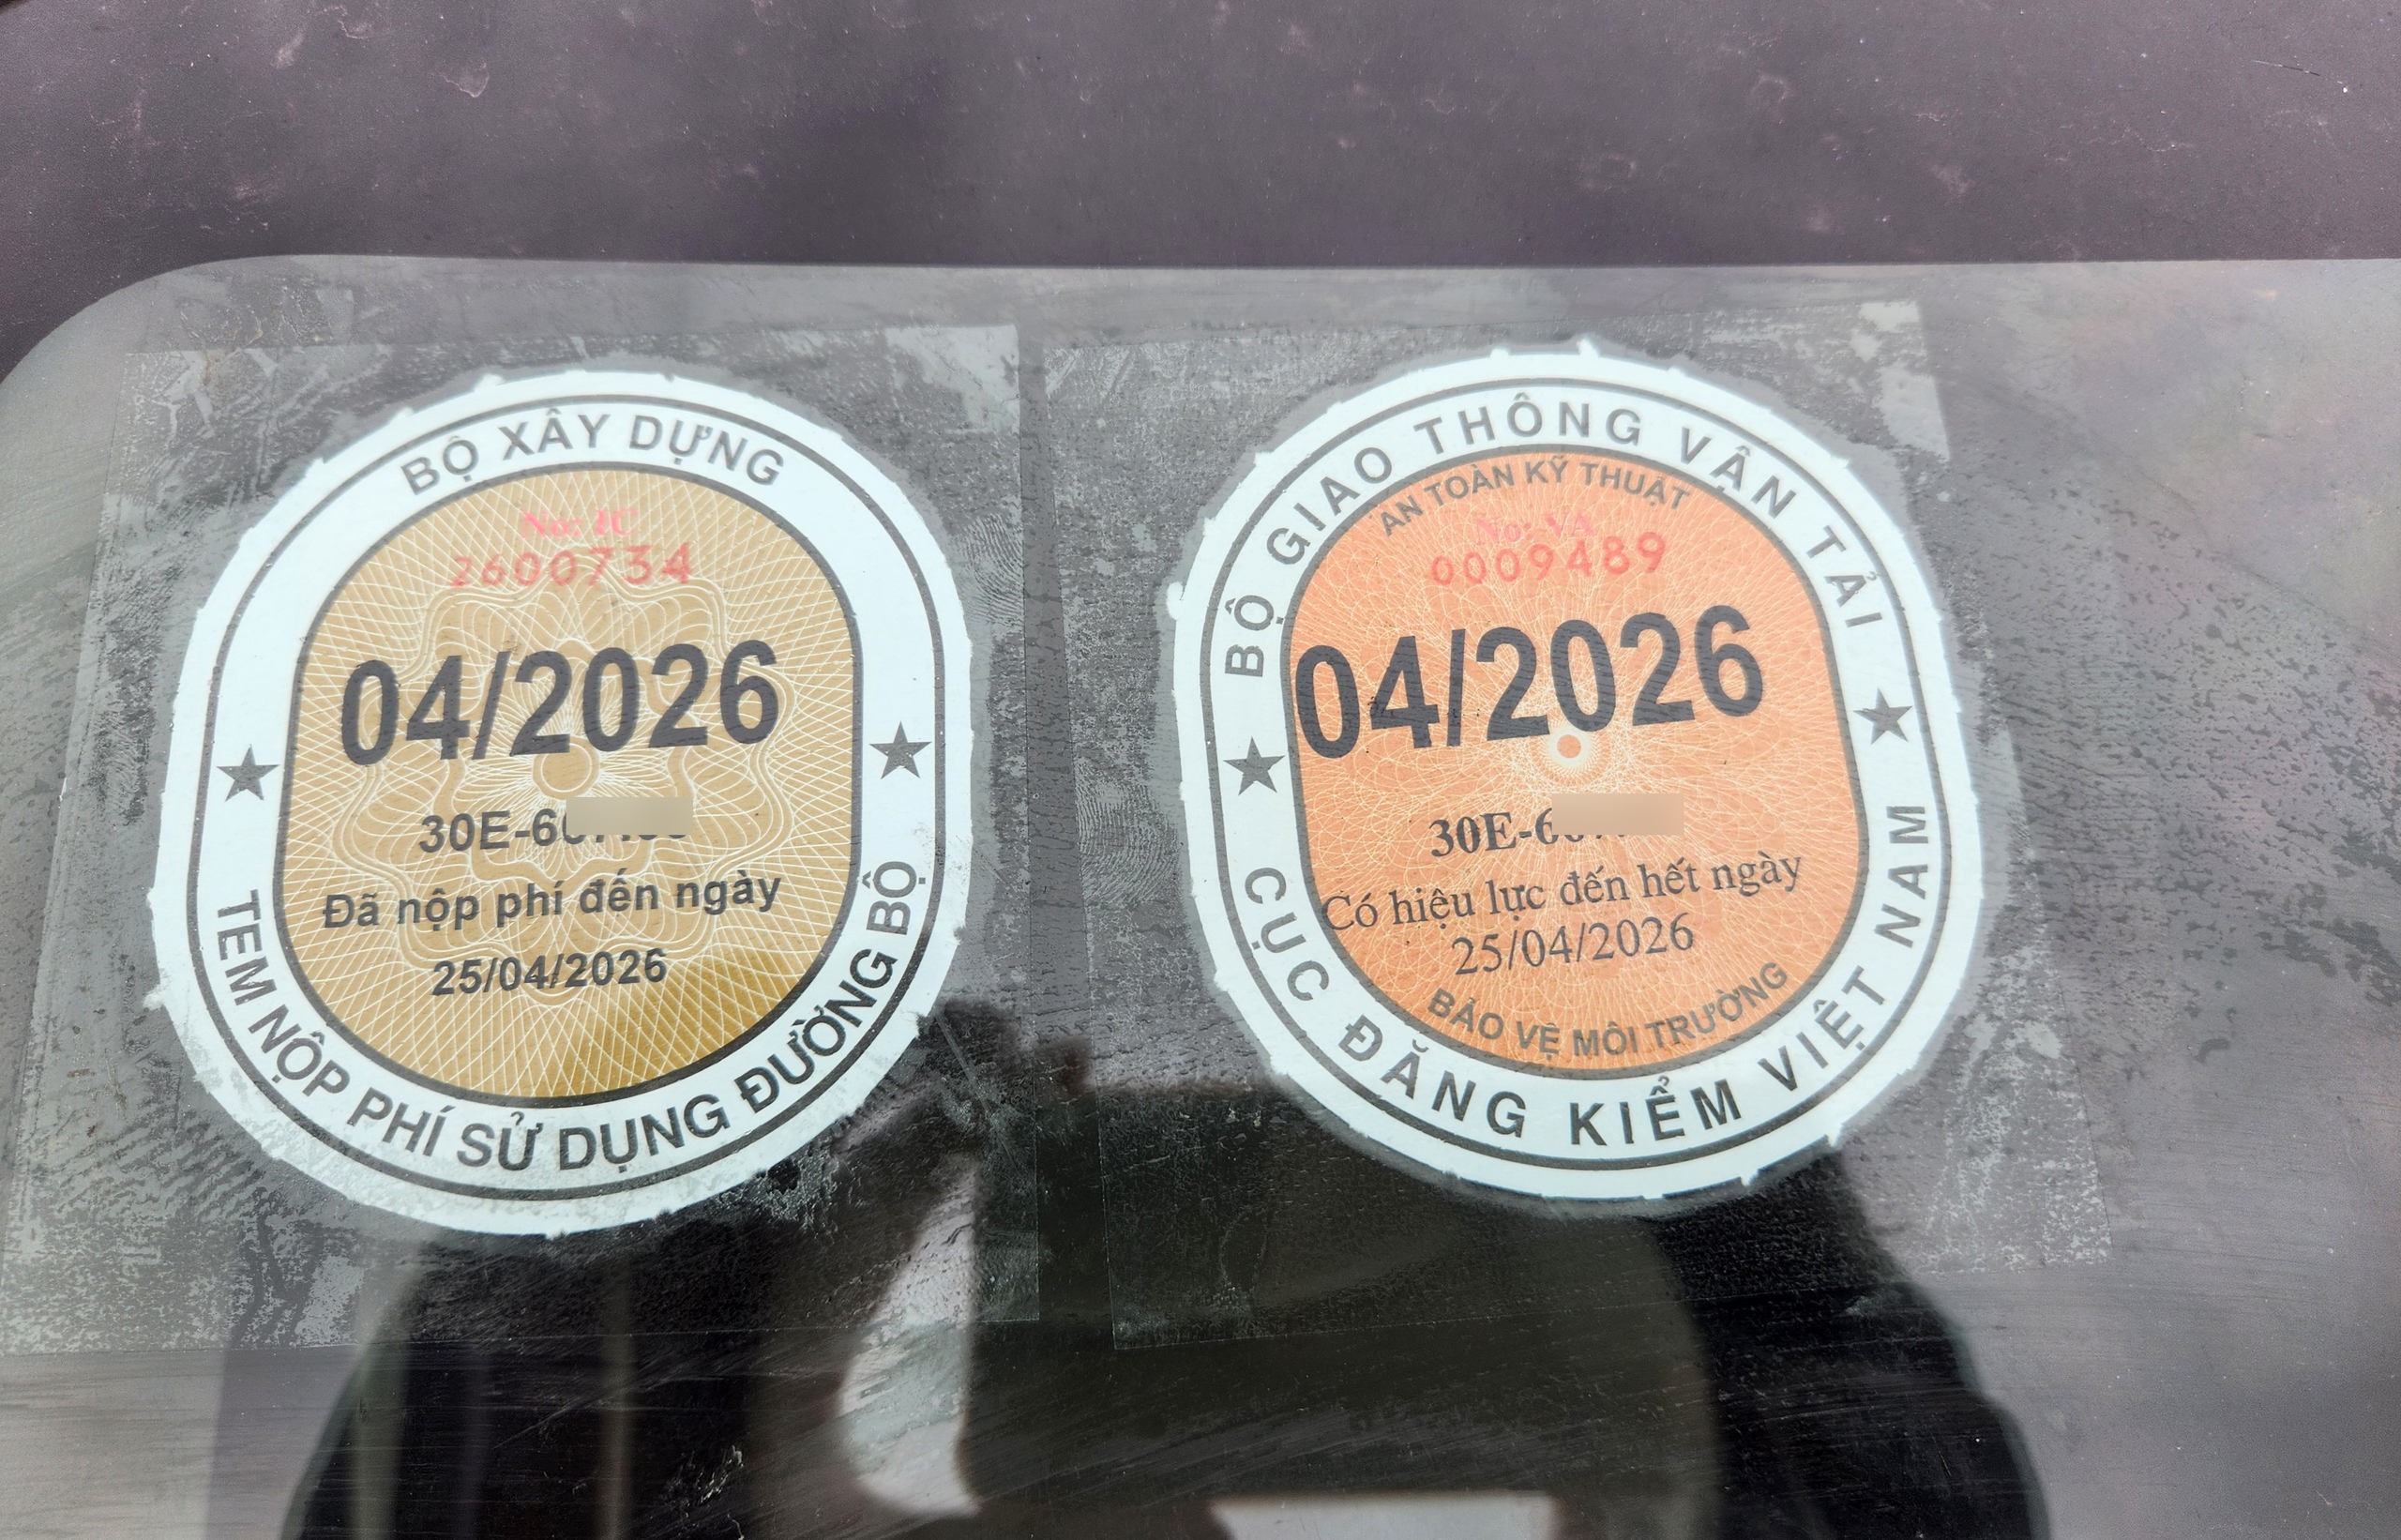 BỘ XÂY DỰNG
No: IC
2600734
04/2026
30E-6
Đã nộp phí đến ngày
25/04/2026
TEM NỘP PHÍ SỬ DỤNG ĐƯỜNG BỘ
BỘ GIAO THÔNG VẬN TẢI
AN TOÀN KỸ THUẬT
No: VA
0009489
04/2026
30E-6
Có hiệu lực đến hết ngày
25/04/2026
BẢO VỆ MÔI TRƯỜNG
CỤC ĐĂNG KIỂM VIỆT NAM